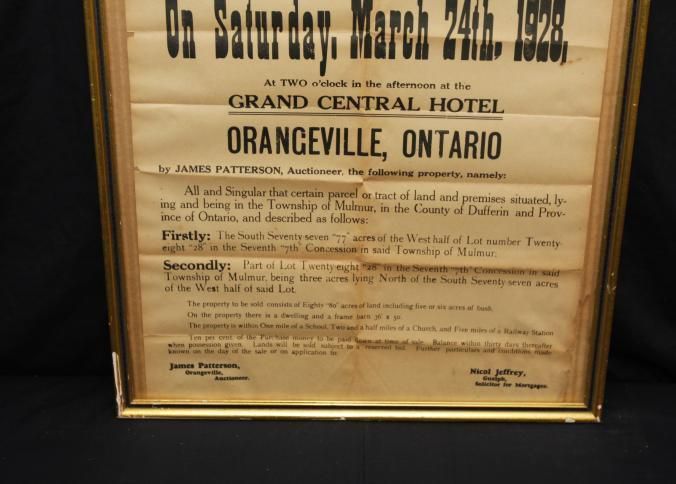 On Saturday, March 24th, 1928,
At TWO o'clock in the afternoon at the
GRAND CENTRAL HOTEL
ORANGEVILLE, ONTARIO
by JAMES PATTERSON, Auctioneer, the following property, namely:
All and Singular that certain parcel or tract of land and premises situated, ly-
ing and being in the Township of Mulmur, in the County of Dufferin and Prov-
ince of Ontario, and described as follows:
Firstly: The South Seventy-seven "77" acres of the West half of Lot number Twenty-
eight "28" in the Seventh "7th" Concession in said Township of Mulmur.
Secondly: Part of Lot Twenty-eight "28" in the Seventh "7th" Concession in said
Township of Mulmur, being three acres lying North of the South Seventy-seven acres
of the West half of said Lot.
The property to be sold consists of Eighty "80" acres of land including five or six acres of bush.
On the property there is a dwelling and a frame barn 36 x 50.
The property is within One mile of a School, Two and a half miles of a Church, and Five miles of a Railway Station
Ten per cent. of the Purchase money to be paid down at time of sale. Balance within thirty days thereafter
when possession given. Lands will be sold subject to a reserved bid. Further particulars and conditions made
known on the day of the sale or on application to
James Patterson,
Orangeville,
Auctioneer.
Nicol Jeffrey,
Guelph,
Solicitor for Mortgagee.